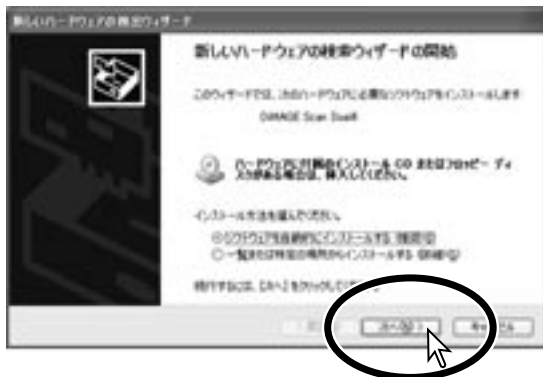 新しいハードウェアの検出ウィザード
新しいハードウェアの検索ウィザードの開始
このウィザードでは、次のハードウェアに必要なソフトウェアをインストールします:
DiMAGE Scan Dual
ハードウェアに付属のインストール CD またはフロッピー ディ
スクがある場合は、挿入してください。
インストール方法を選んでください。
ソフトウェアを自動的にインストールする (推奨)(I)
一覧または特定の場所からインストールする (詳細)(S)
続行するには、[次へ] をクリックしてください。
次へ(N) >